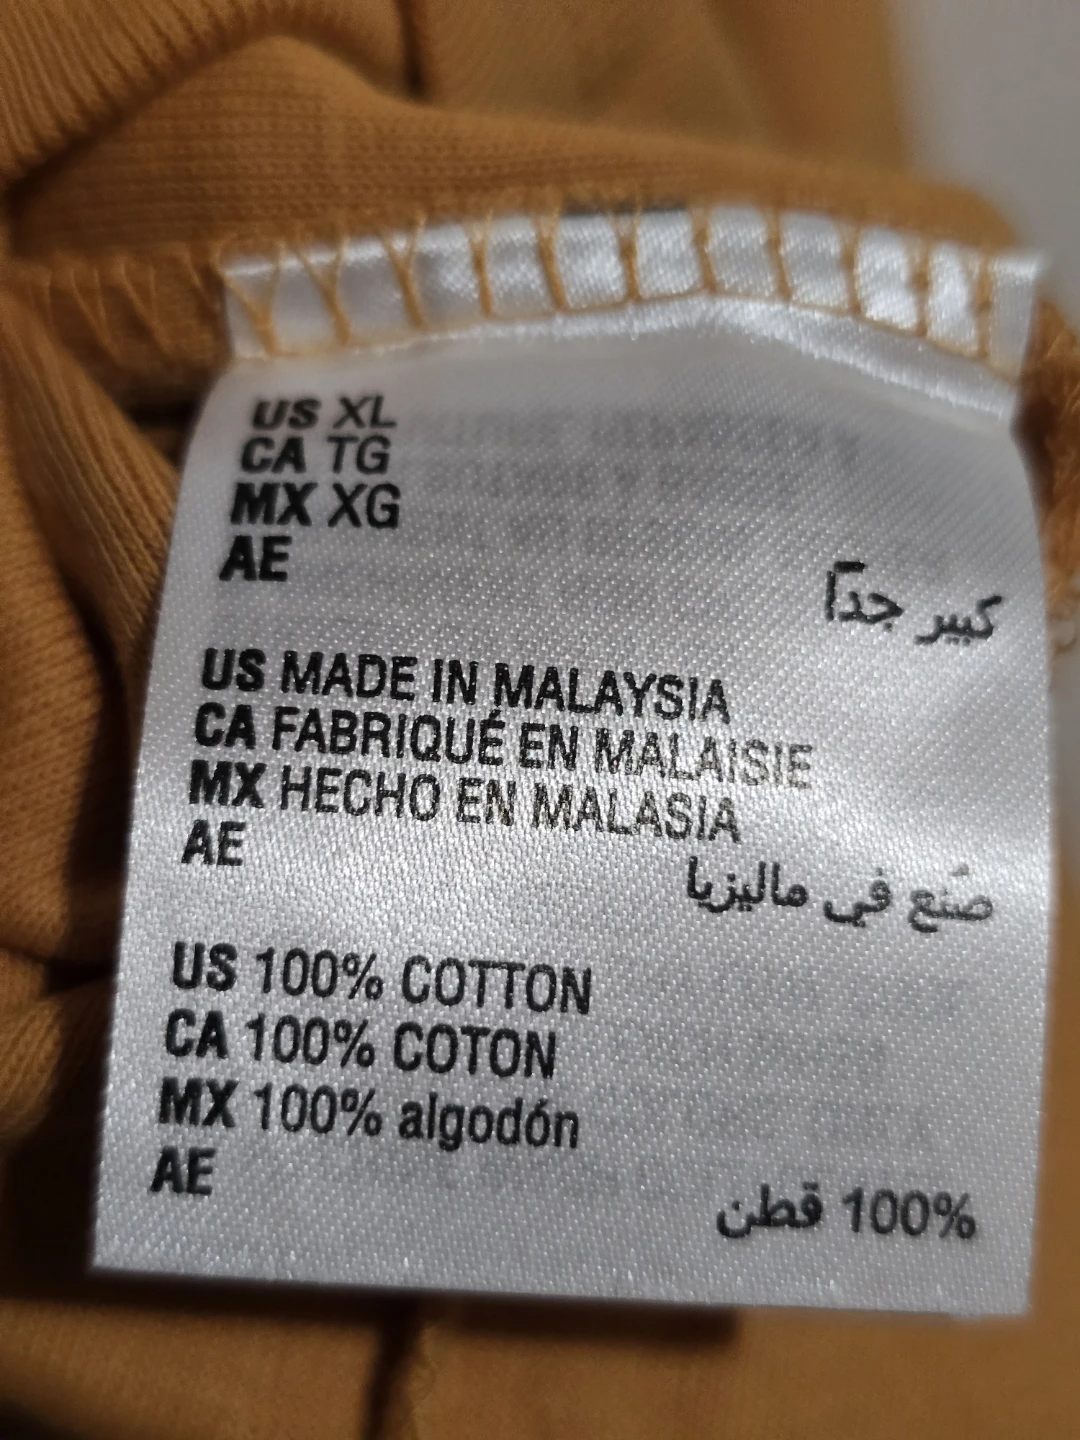 US XL
CA TG
MX XG
AE
كبير جداً
US MADE IN MALAYSIA
CA FABRIQUÉ EN MALAISIE
MX HECHO EN MALASIA
AE
صُنع في ماليزيا
US 100% COTTON
CA 100% COTON
MX 100% algodón
AE
100% قطن